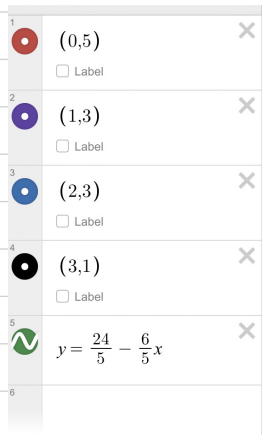 1
(0,5)
Label
2
(1,3)
Label
3
(2,3)
Label
4
(3,1)
Label
5
y = 24/5 − 6/5 x
6